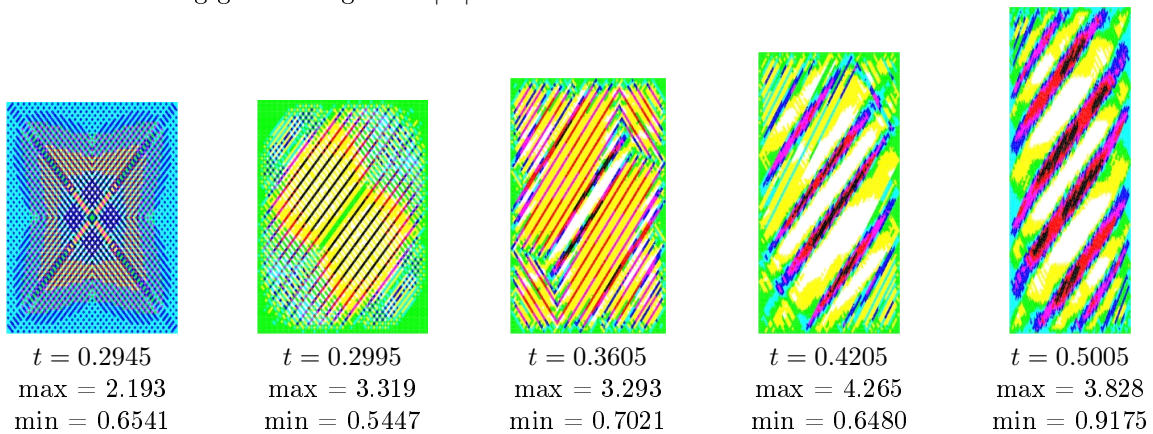 t = 0.2945 t = 0.2995 t = 0.3605 t = 0.4205 t = 0.5005
max = 2.193 max = 3.319 max = 3.293 max = 4.265 max = 3.828
min = 0.6541 min = 0.5447 min = 0.7021 min = 0.6480 min = 0.9175